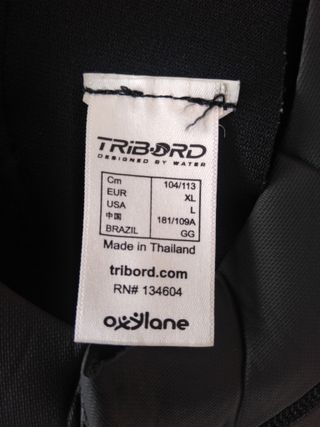 TRIBORD
DESIGNED BY WATER
Cm 104/113
EUR XL
USA L
中国 181/109A
BRAZIL GG
Made in Thailand
tribord.com
RN# 134604
oxylane